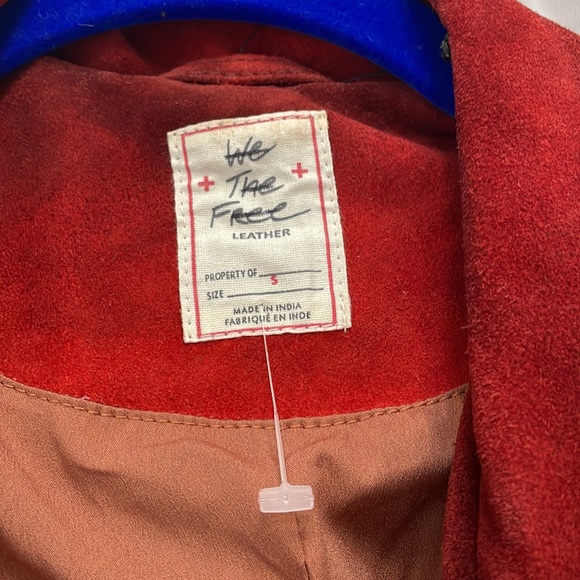 We
The
Free
LEATHER
PROPERTY OF
S
SIZE
MADE IN INDIA
FABRIQUÉ EN INDE